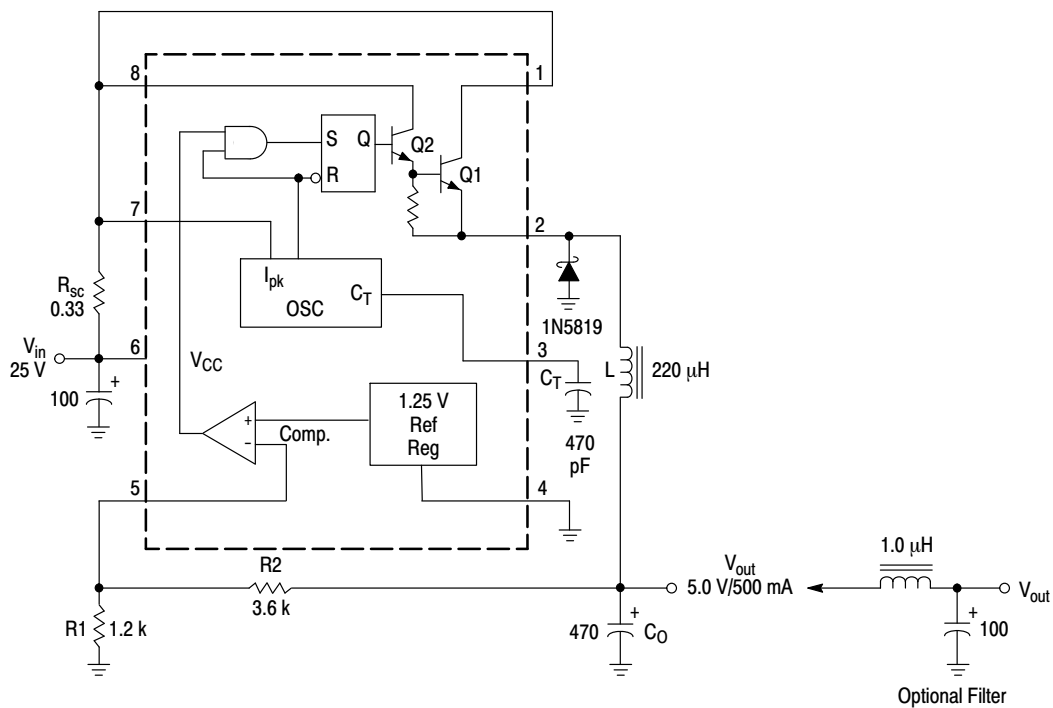 8
1
S
Q
Q2
R
Q1
7
2
Ipk
CT
OSC
Rsc
0.33
1N5819
Vin
25 V
6
VCC
3
CT
L
220 μH
100
+
1.25 V
Ref
Reg
+
−
Comp.
470
pF
5
4
R2
3.6 k
Vout
5.0 V/500 mA
1.0 μH
Vout
R1
1.2 k
470
+
CO
+
100
Optional Filter